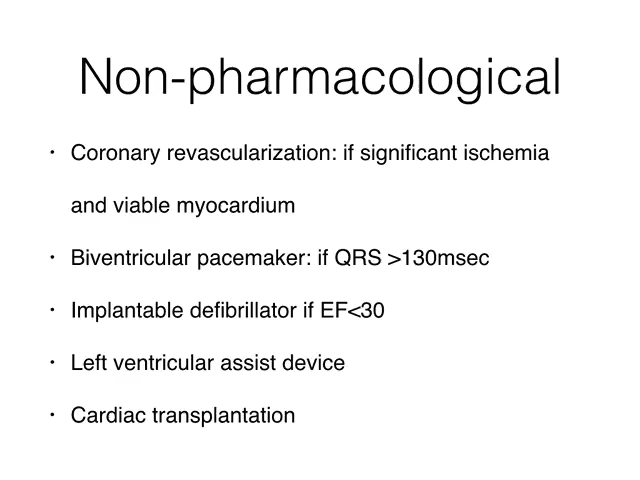 Non-pharmacological
• Coronary revascularization: if significant ischemia
and viable myocardium
• Biventricular pacemaker: if QRS >130msec
• Implantable defibrillator if EF<30
• Left ventricular assist device
• Cardiac transplantation